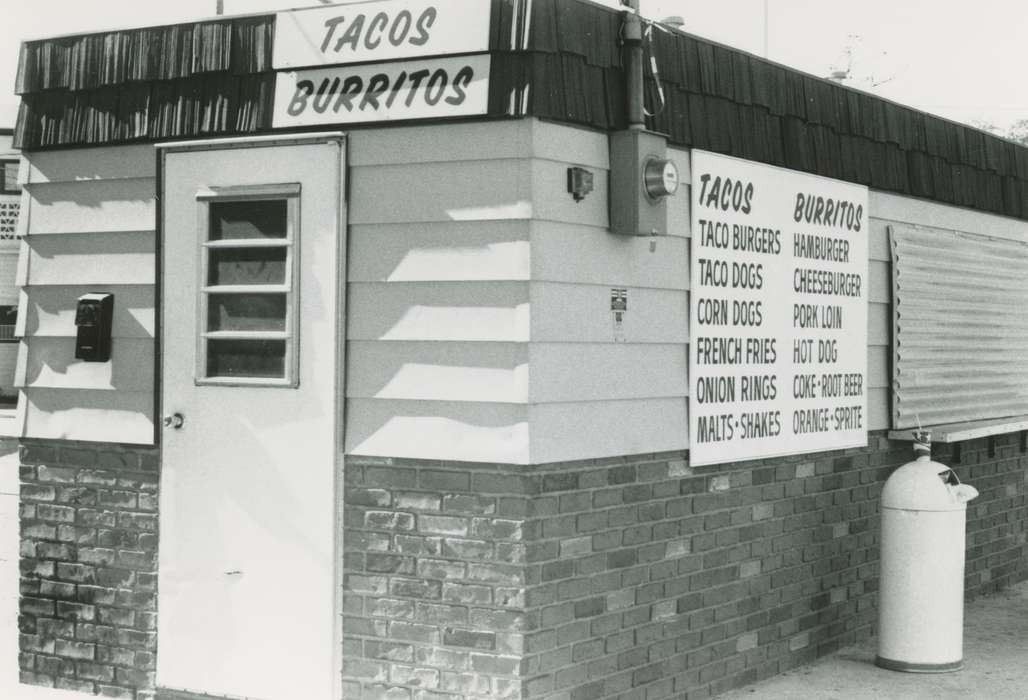 TACOS
BURRITOS
TACOS
TACO BURGERS
TACO DOGS
CORN DOGS
FRENCH FRIES
ONION RINGS
MALTS • SHAKES
BURRITOS
HAMBURGER
CHEESEBURGER
PORK LOIN
HOT DOG
COKE • ROOT BEER
ORANGE • SPRITE